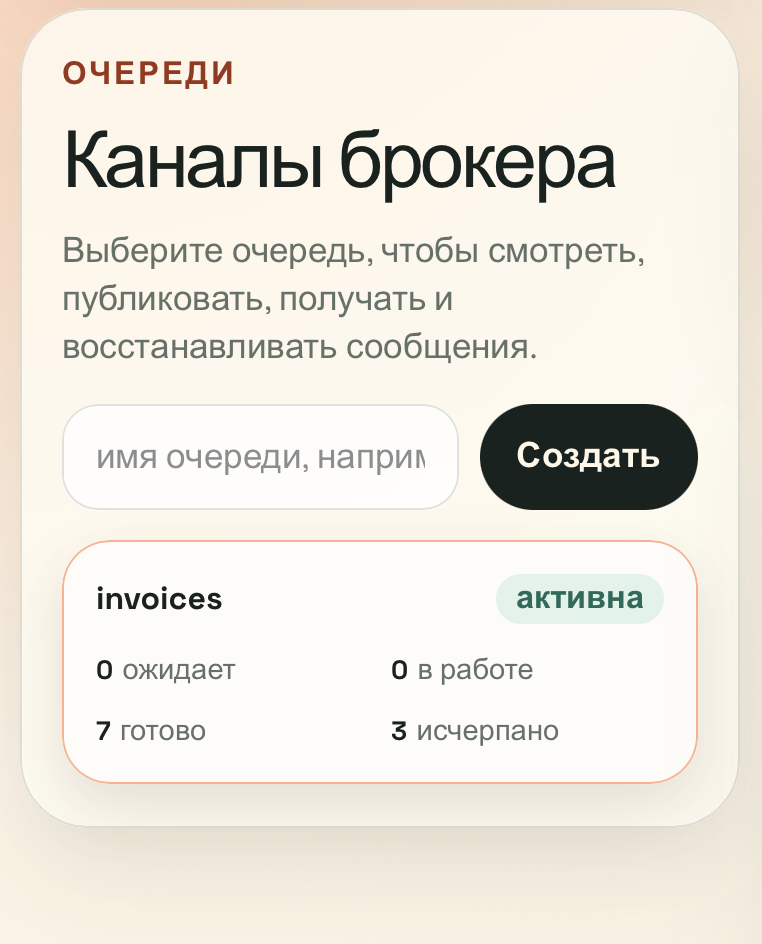 ОЧЕРЕДИ
Каналы брокера
Выберите очередь, чтобы смотреть,
публиковать, получать и
восстанавливать сообщения.
имя очереди, Создать
invoices активна
0 ожидает 0 в работе
7 готово 3 исчерпано